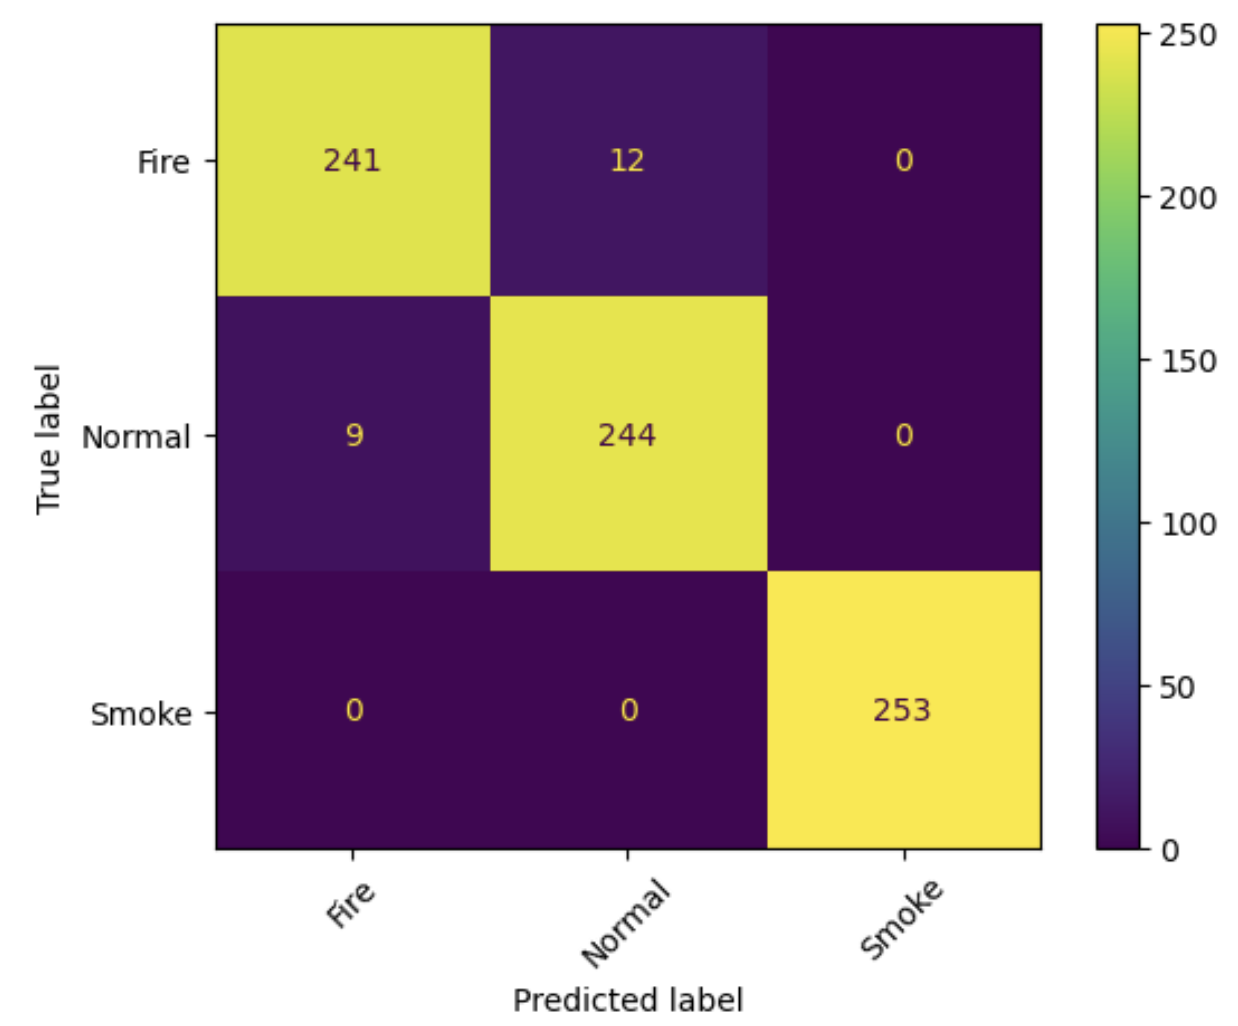 250
Fire 241 12 0
200
150
True label
Normal 9 244 0
100
50
Smoke 0 0 253
0
Fire Normal Smoke
Predicted label